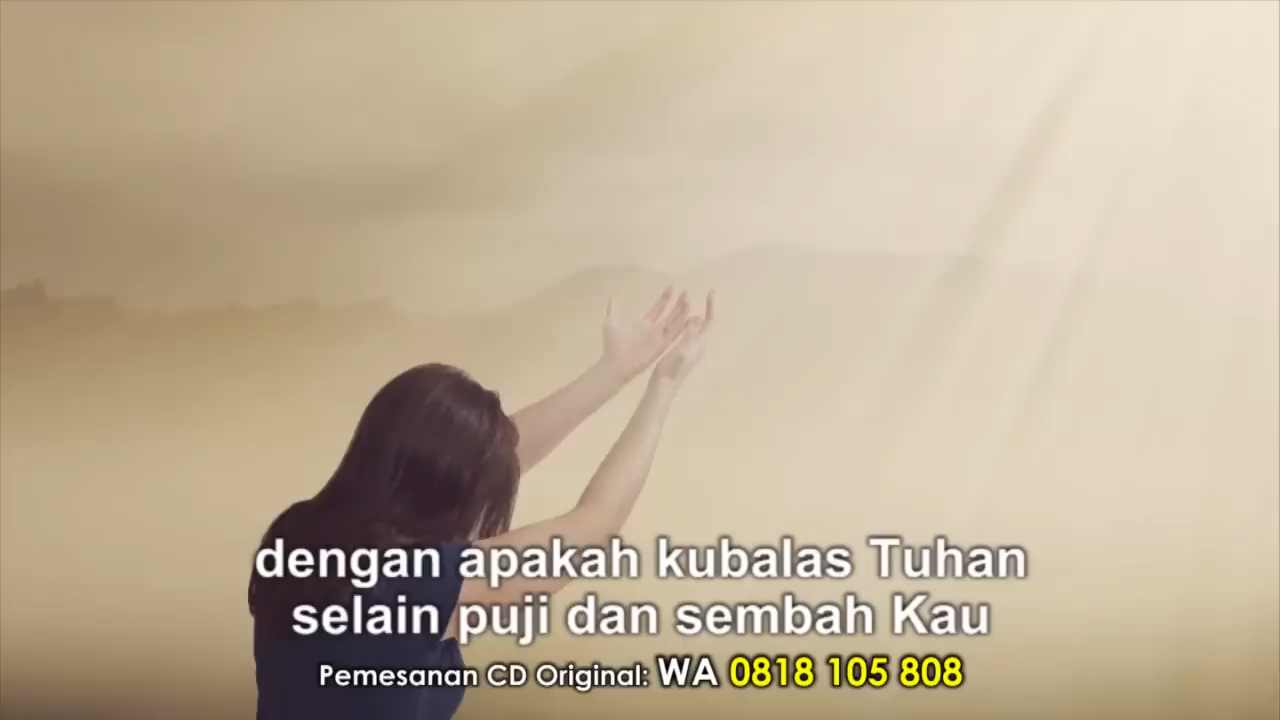 dengan apakah kubalas Tuhan
selain puji dan sembah Kau
Pemesanan CD Original: WA 0818 105 808